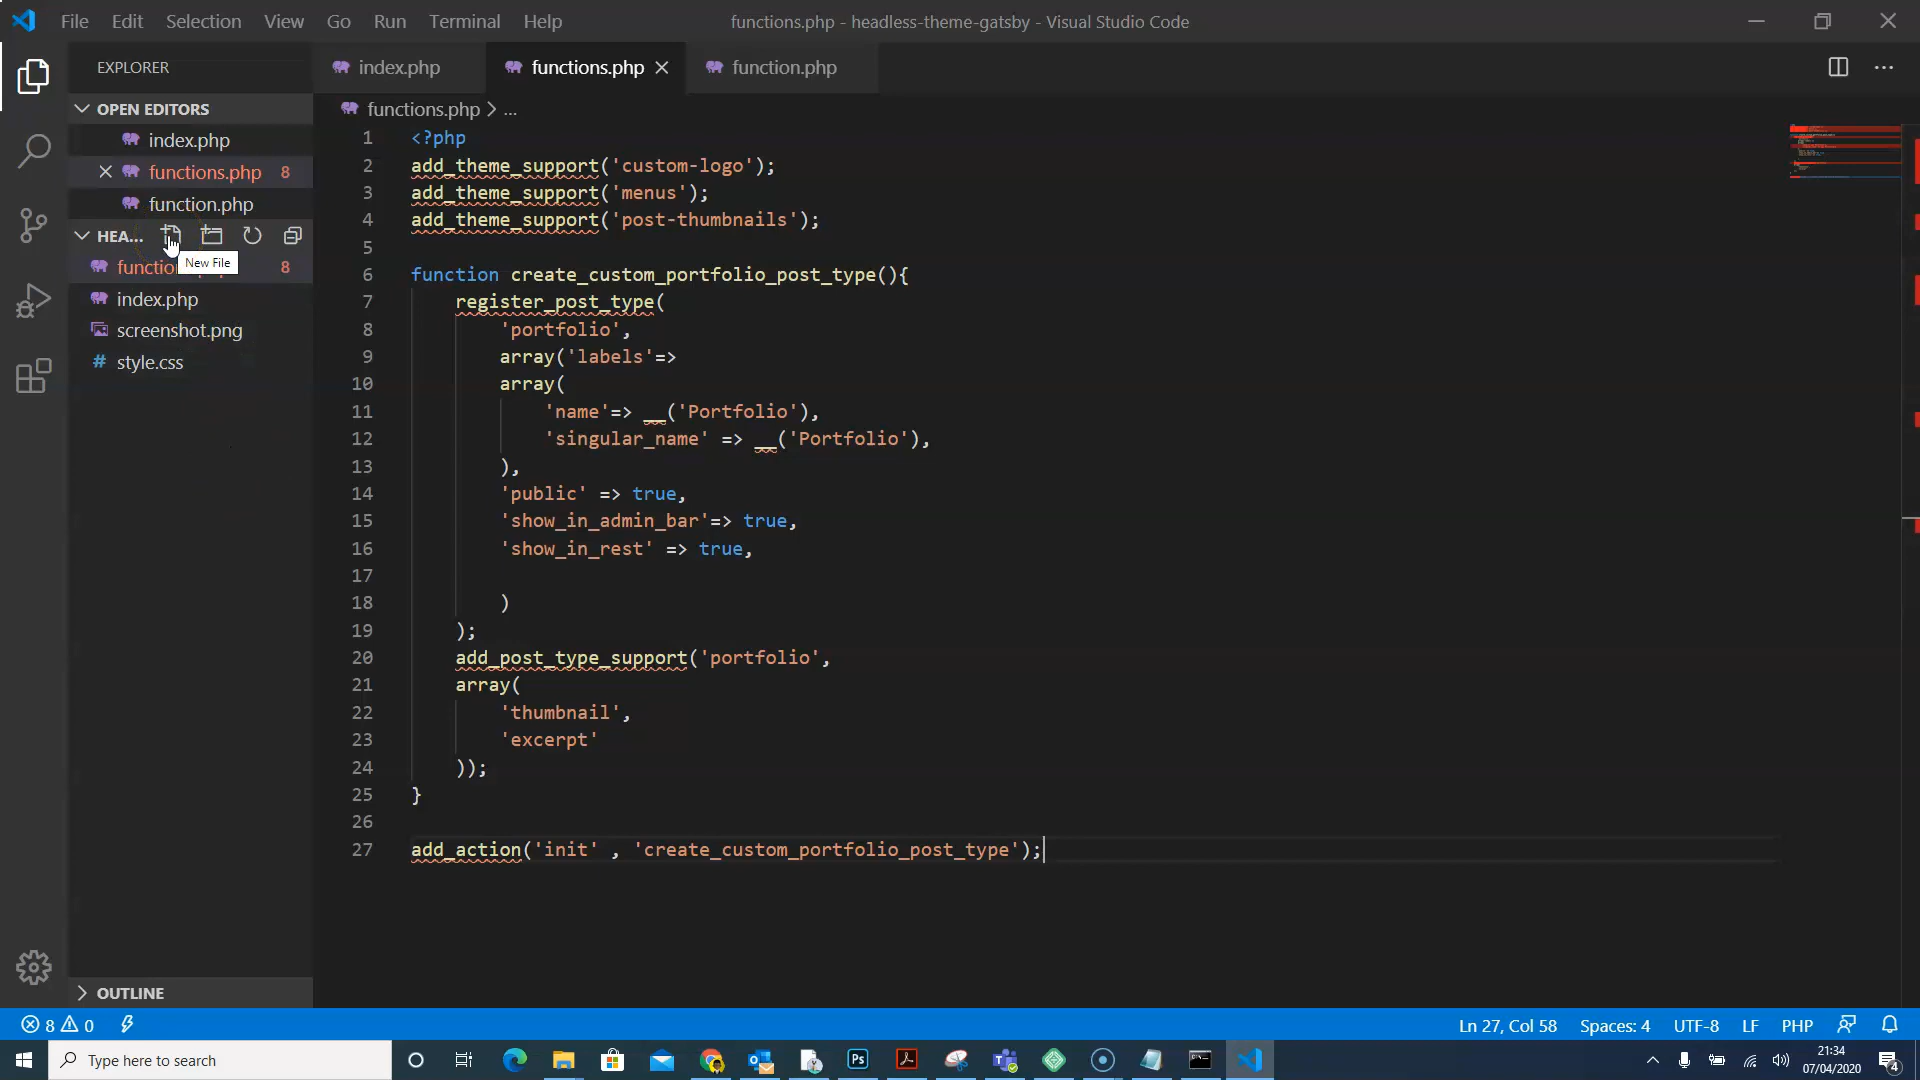 File Edit Selection View Go Run Terminal Help
functions.php - headless-theme-gatsby - Visual Studio Code
EXPLORER
index.php
functions.php
function.php
OPEN EDITORS
index.php
functions.php 8
function.php
HEA...
New File
8
index.php
screenshot.png
style.css
OUTLINE
functions.php > ...
1 <?php
2 add_theme_support('custom-logo');
3 add_theme_support('menus');
4 add_theme_support('post-thumbnails');
5
6 function create_custom_portfolio_post_type(){
7 register_post_type(
8 'portfolio',
9 array('labels'=>
10 array(
11 'name'=> __('Portfolio'),
12 'singular_name' => __('Portfolio'),
13 ),
14 'public' => true,
15 'show_in_admin_bar'=> true,
16 'show_in_rest' => true,
17
18 )
19 );
20 add_post_type_support('portfolio',
21 array(
22 'thumbnail',
23 'excerpt'
24 ));
25 }
26
27 add_action('init' , 'create_custom_portfolio_post_type');
8 0
Ln 27, Col 58 Spaces: 4 UTF-8 LF PHP
Type here to search
Ps
21:34
07/04/2020
4